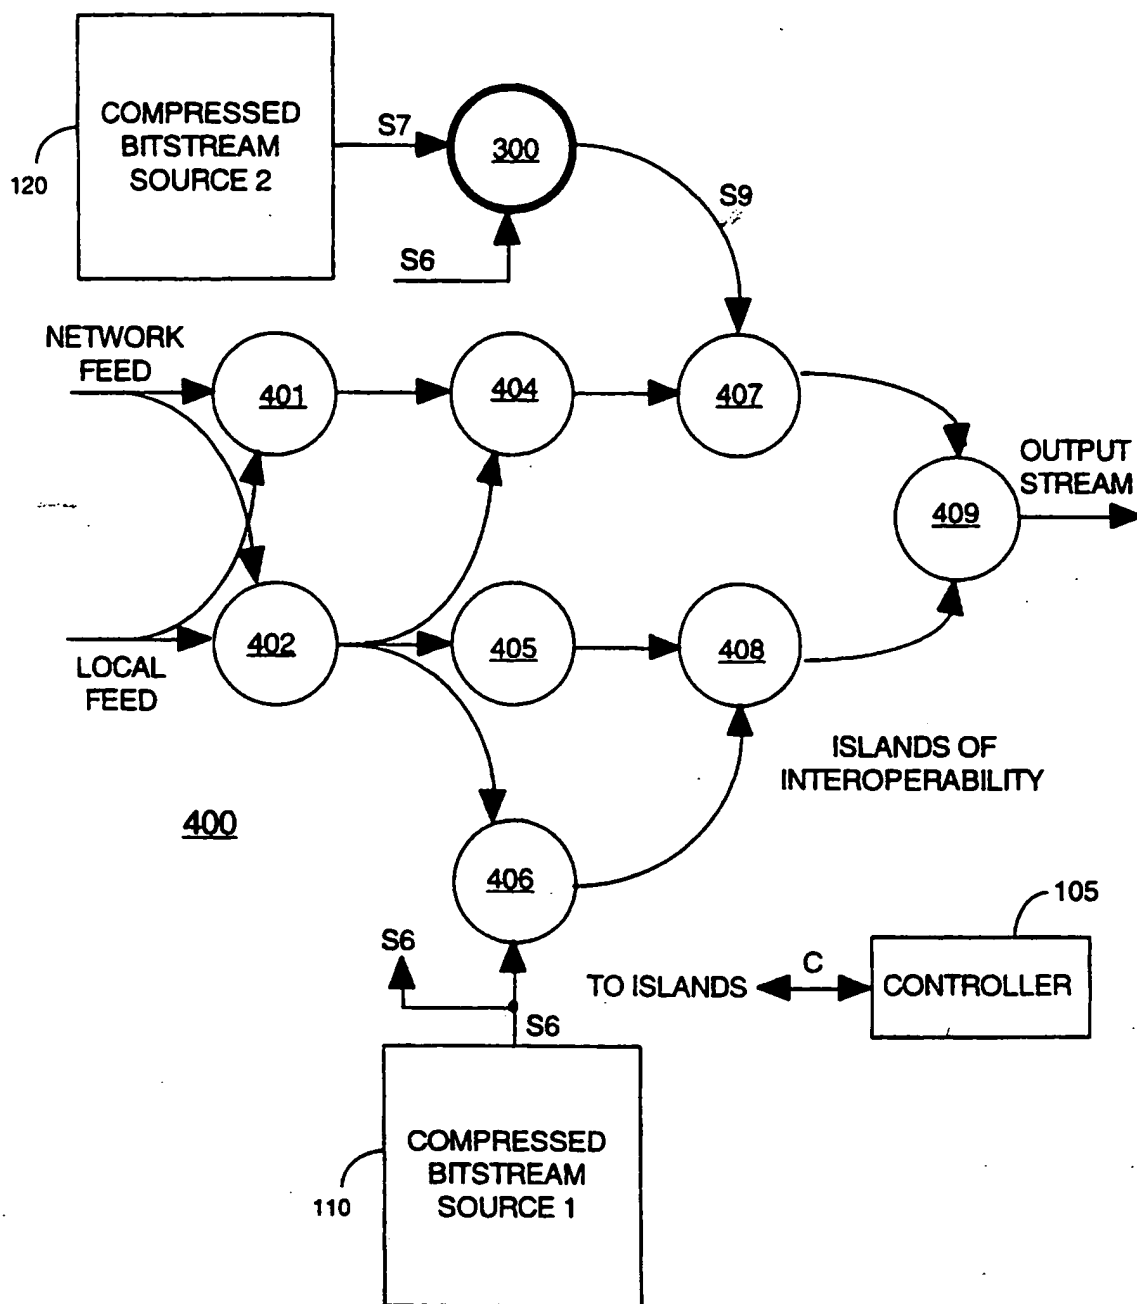 COMPRESSED
BITSTREAM
SOURCE 2
120
S7
300
S9
S6
NETWORK
FEED
401
404
407
OUTPUT
STREAM
409
402
405
408
LOCAL
FEED
ISLANDS OF
INTEROPERABILITY
400
406
105
S6
TO ISLANDS
C
CONTROLLER
S6
COMPRESSED
BITSTREAM
SOURCE 1
110